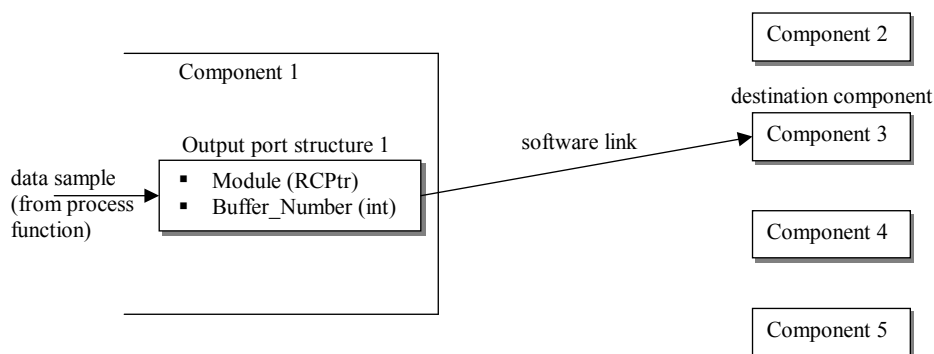 Component 2
Component 1
destination component
Component 3
software link
Output port structure 1
▪ Module (RCPtr)
▪ Buffer_Number (int)
data sample
(from process
function)
Component 4
Component 5